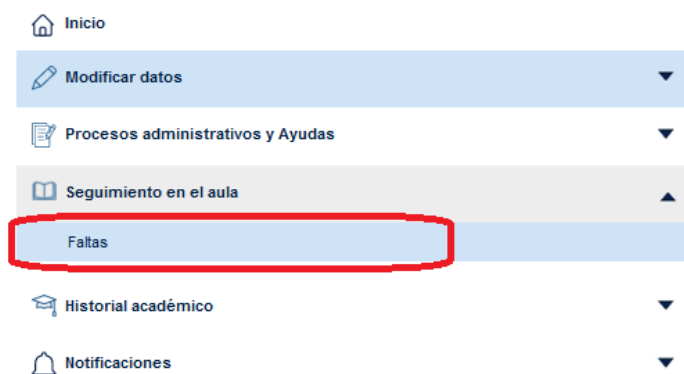 Inicio
Modificar datos
Procesos administrativos y Ayudas
Seguimiento en el aula
Faltas
Historial académico
Notificaciones